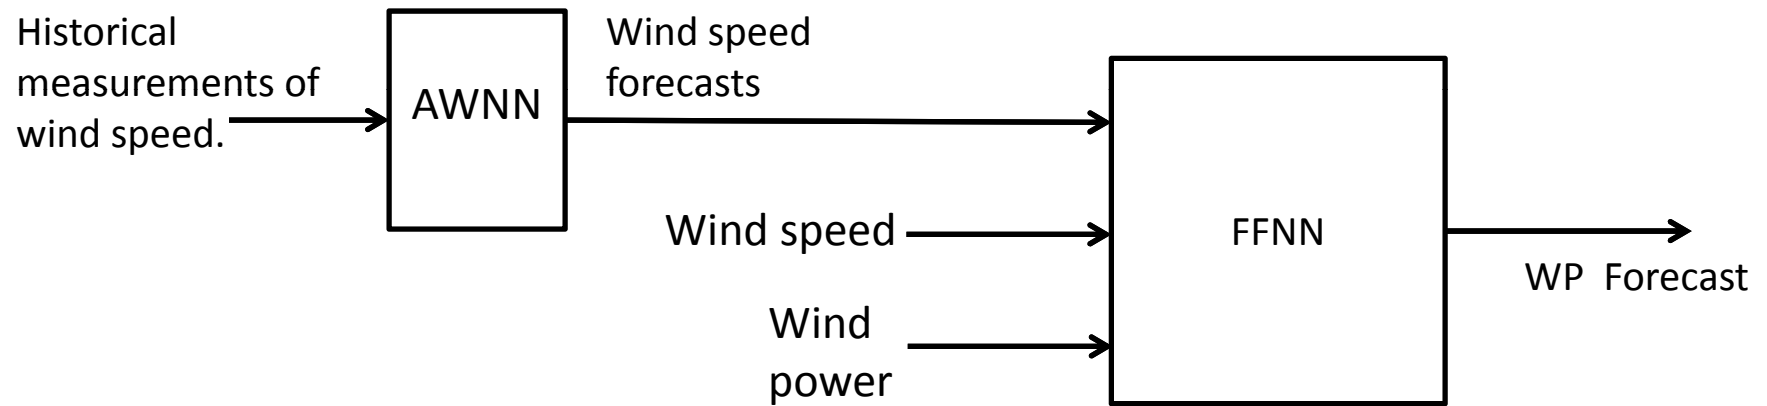 Historical
measurements of
wind speed.
AWNN
Wind speed
forecasts
Wind speed
Wind
power
FFNN
WP Forecast